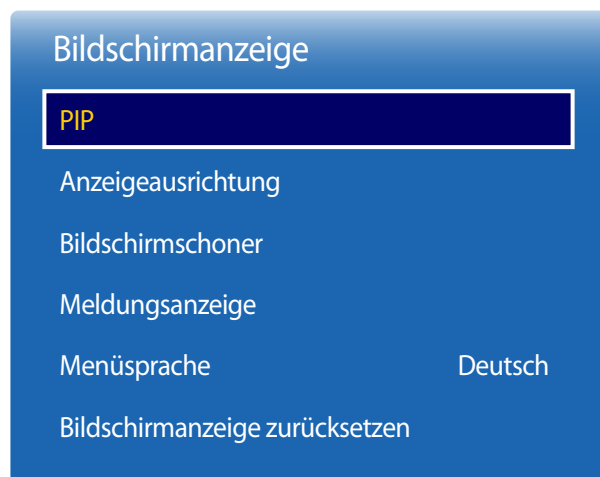 Bildschirmanzeige
PIP
Anzeigeausrichtung
Bildschirmschoner
Meldungsanzeige
Menüsprache Deutsch
Bildschirmanzeige zurücksetzen